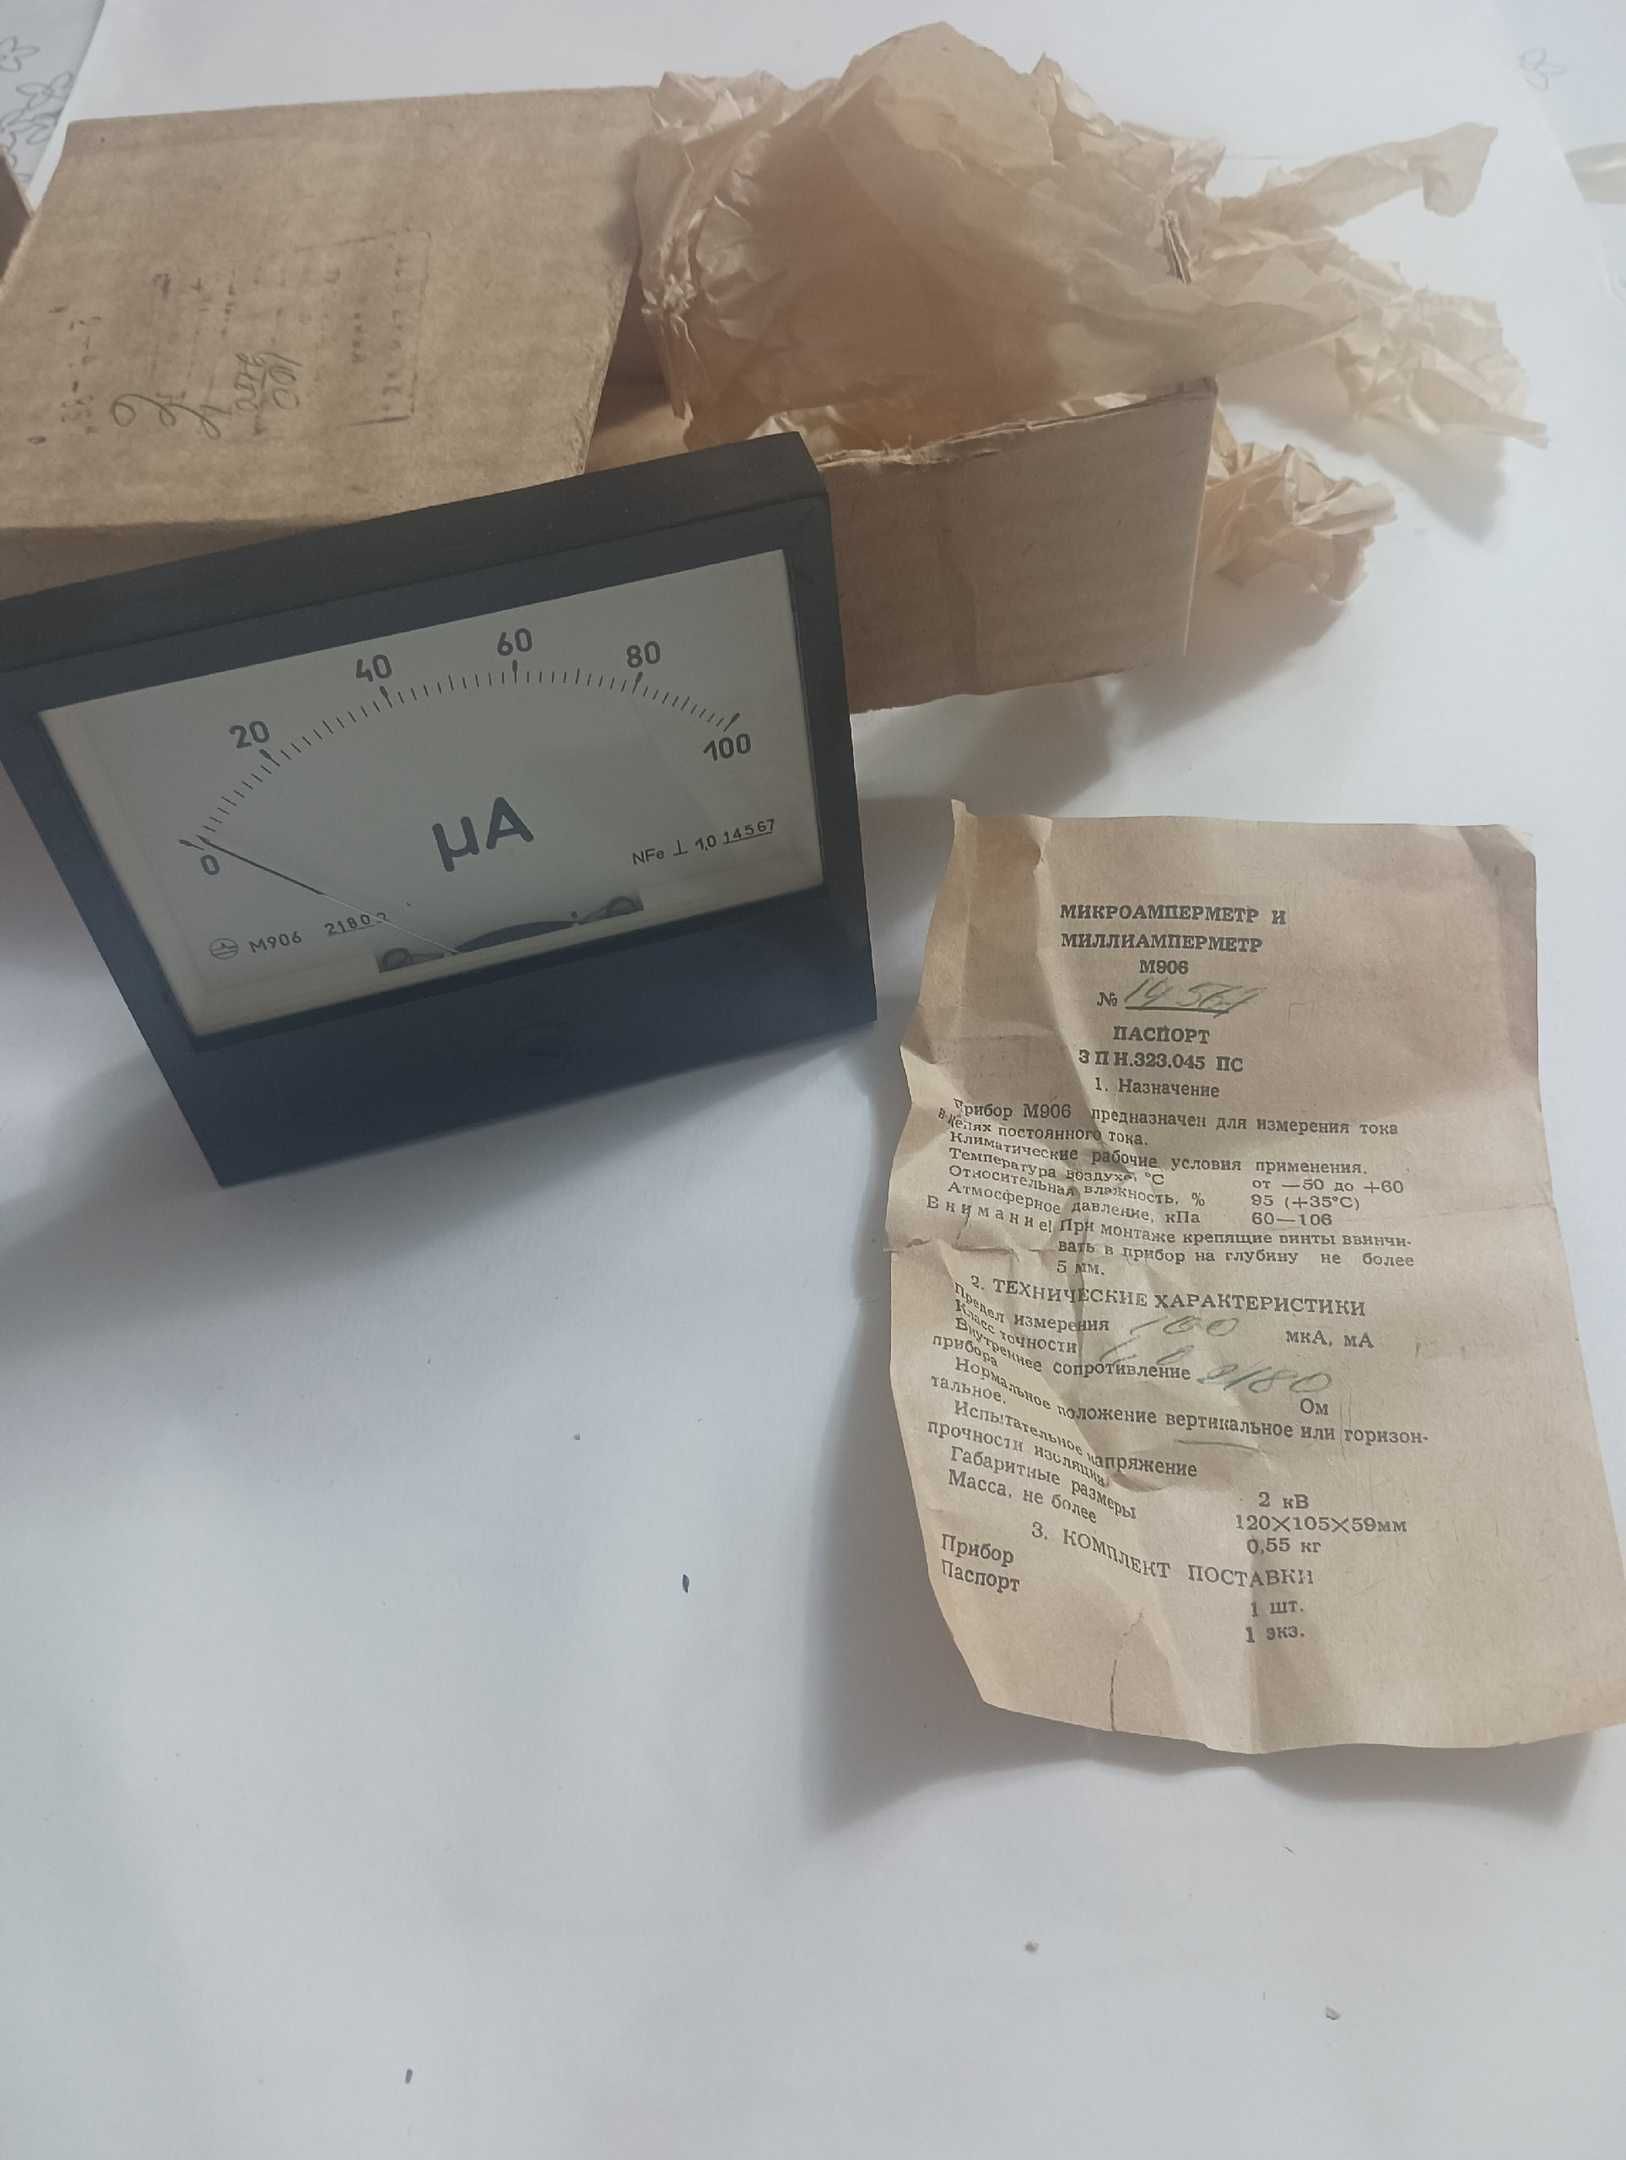 0 20 40 60 80 100
µA
NFe ⊥ 1,0 14567
М906 2180 Ω
МИКРОАМПЕРМЕТР И
МИЛЛИАМПЕРМЕТР
М906
№ 14567
ПАСПОРТ
3 П Н.323.045 ПС
1. Назначение
Прибор М906 предназначен для измерения тока
в цепях постоянного тока.
Климатические рабочие условия применения.
Температура воздуха, °С от —50 до +60
Относительная влажность, % 95 (+35°С)
Атмосферное давление, кПа 60—106
Внимание! При монтаже крепящие винты ввинчи-
вать в прибор на глубину не более
5 мм.
2. ТЕХНИЧЕСКИЕ ХАРАКТЕРИСТИКИ
Предел измерения 100 мкА, мА
Класс точности 1,0
Внутреннее сопротивление
прибора 2180 Ом
Нормальное положение вертикальное или горизон-
тальное.
Испытательное напряжение
прочности изоляции 2 кВ
Габаритные размеры 120×105×59мм
Масса, не более 0,55 кг
3. КОМПЛЕКТ ПОСТАВКИ
Прибор 1 шт.
Паспорт 1 экз.